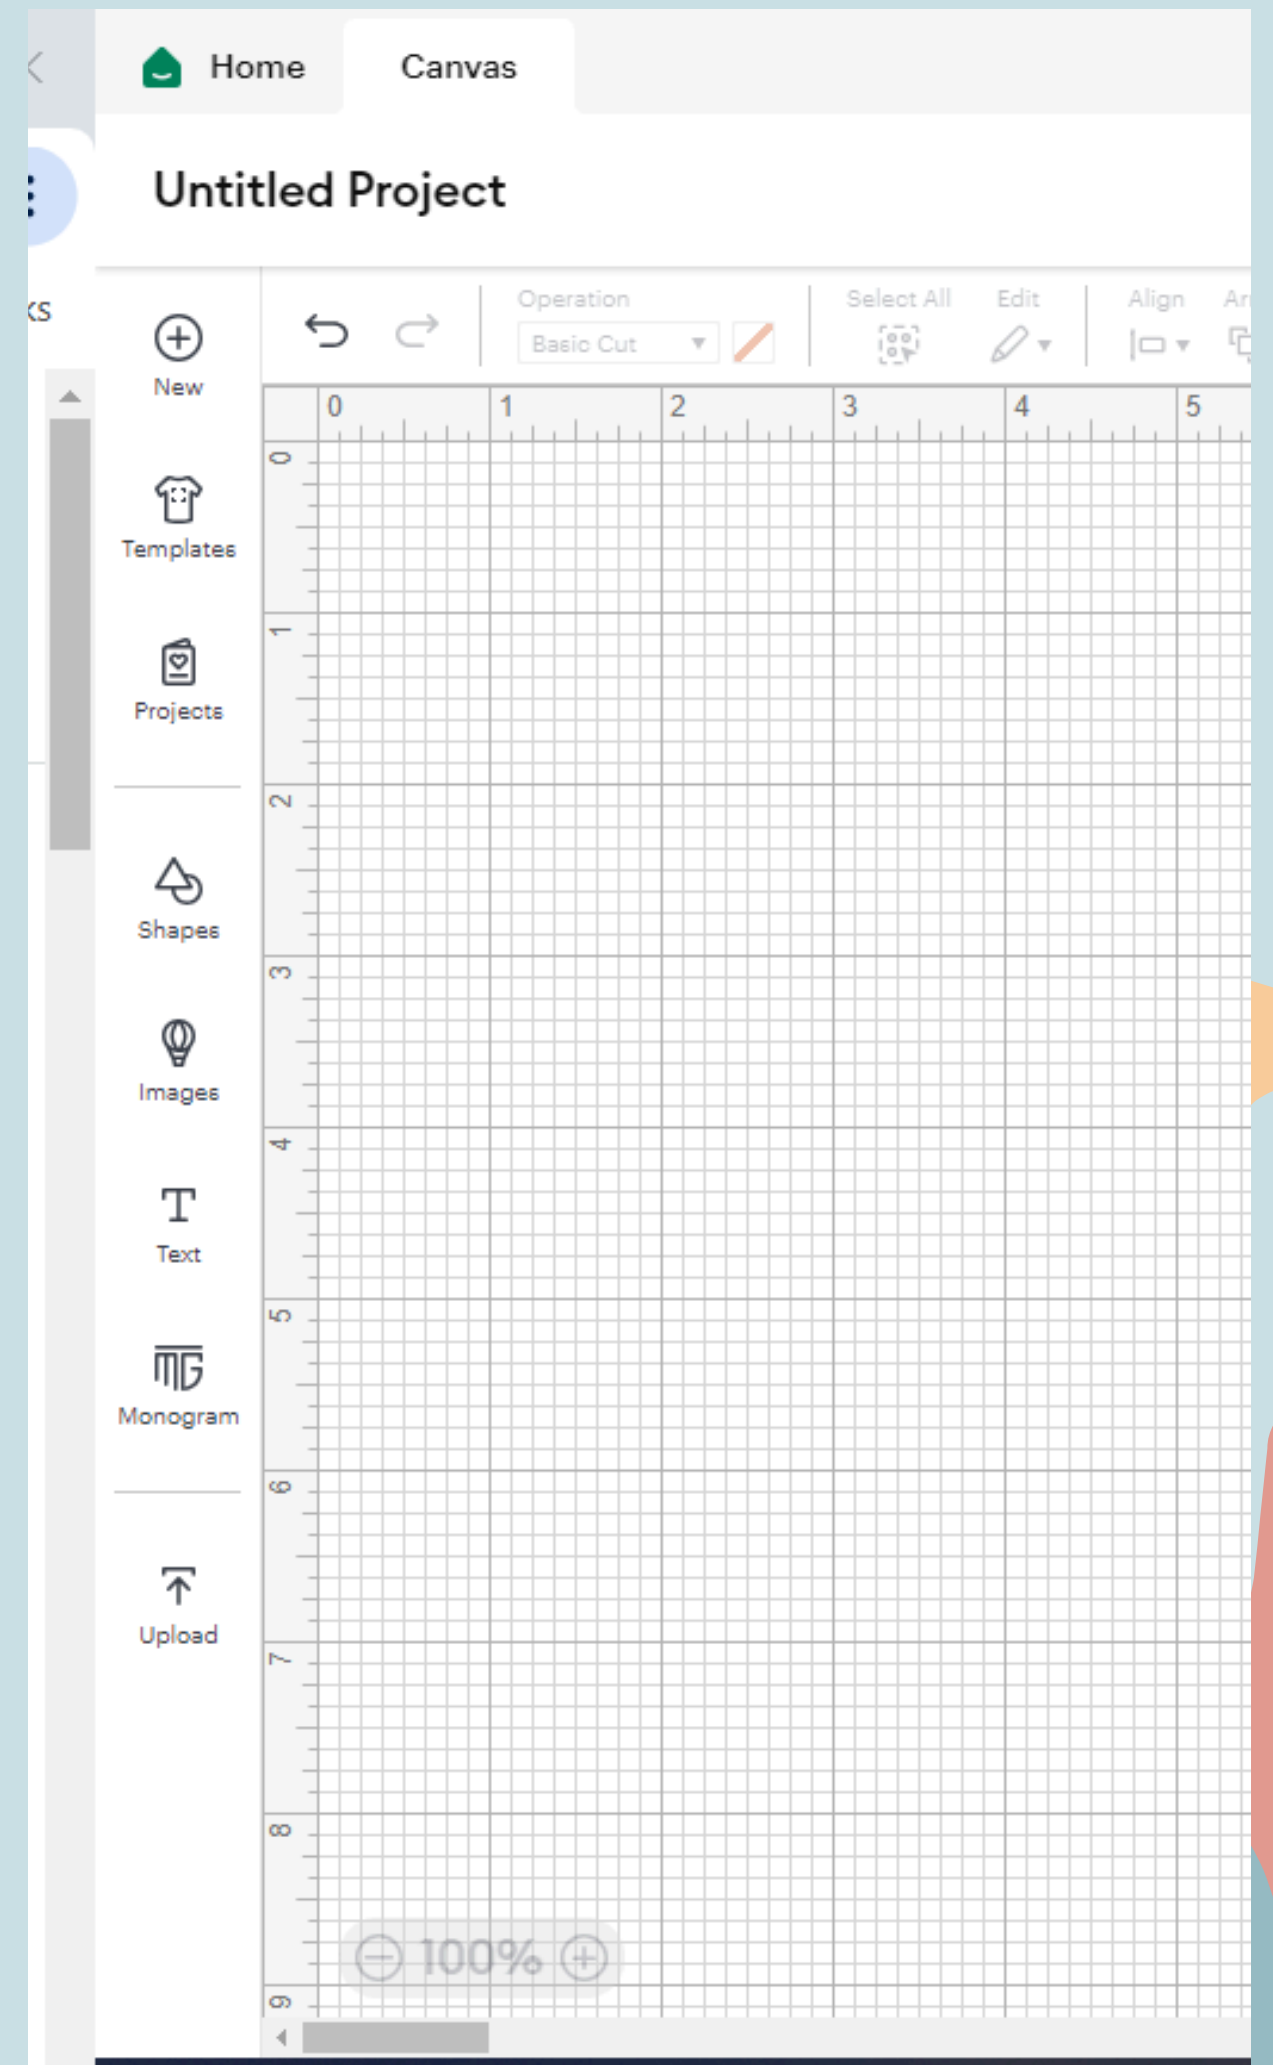 Home Canvas
Untitled Project
Operation Select All Edit Align
Basic Cut
New
Templates
Projects
Shapes
Images
Text
Monogram
Upload
0 1 2 3 4 5
0
1
2
3
4
5
6
7
8
9
100%